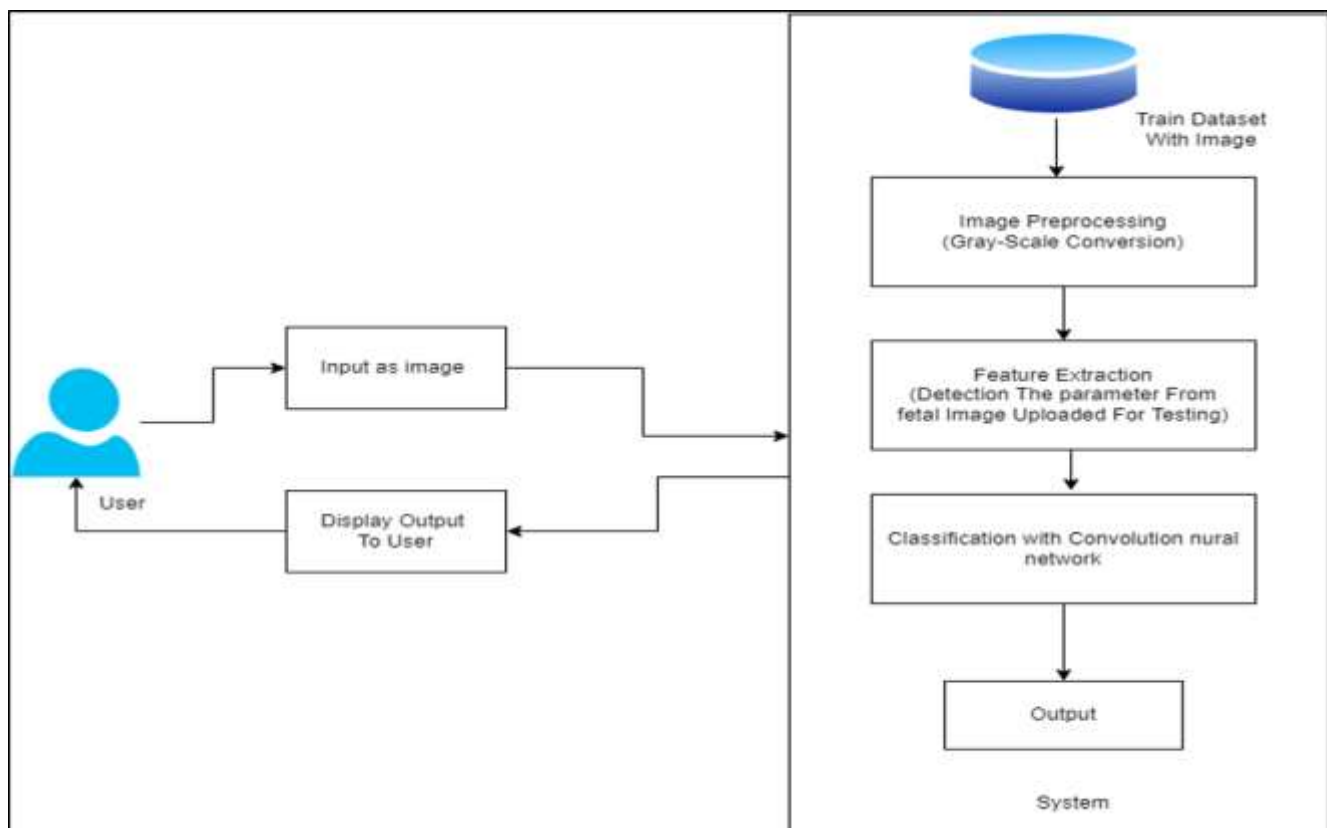 Train Dataset
With Image
Image Preprocessing
(Gray-Scale Conversion)
Input as image
Feature Extraction
(Detection The parameter From
fetal Image Uploaded For Testing)
User
Display Output
To User
Classification with Convolution nural
network
Output
System